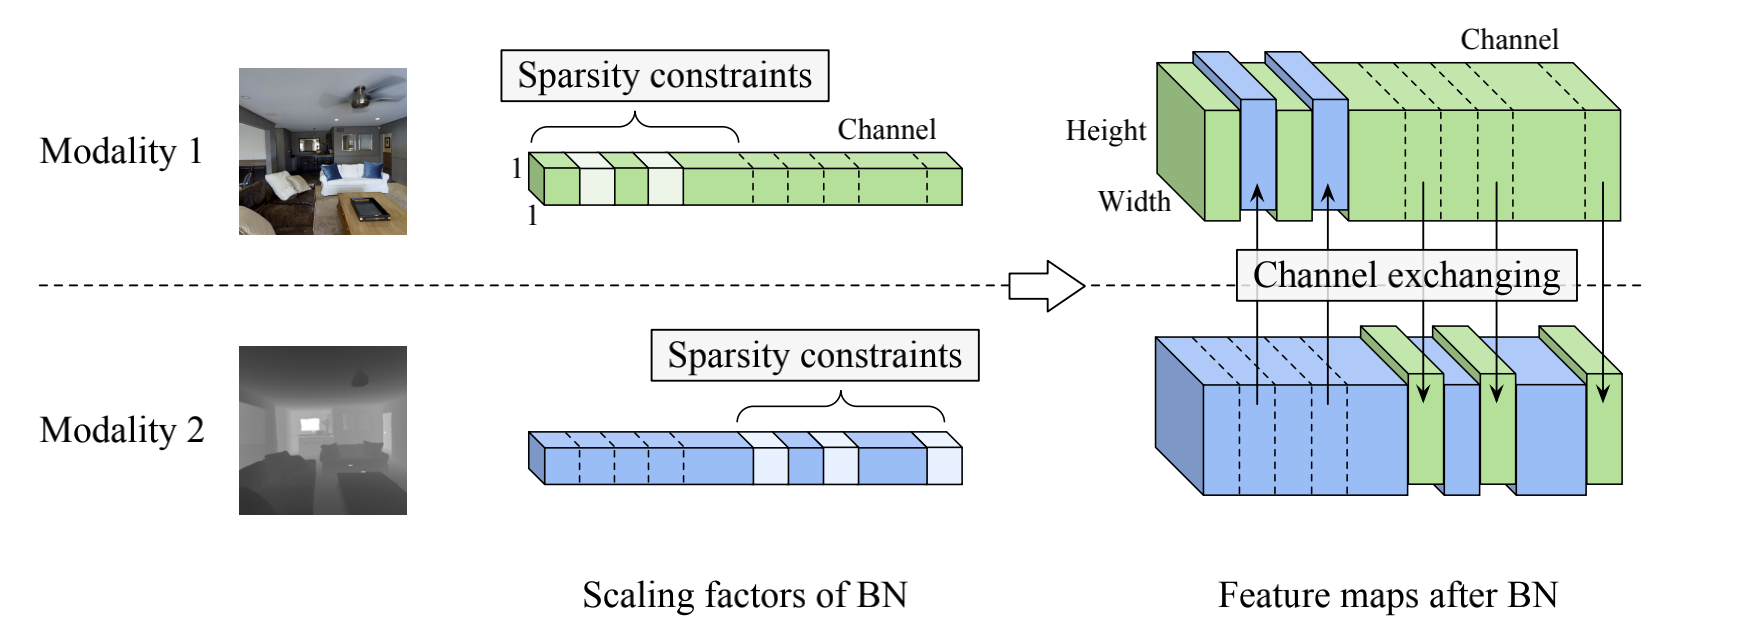 Channel
Sparsity constraints
Channel
Modality 1
Height
1
Width
1
Channel exchanging
Sparsity constraints
Modality 2
Scaling factors of BN
Feature maps after BN